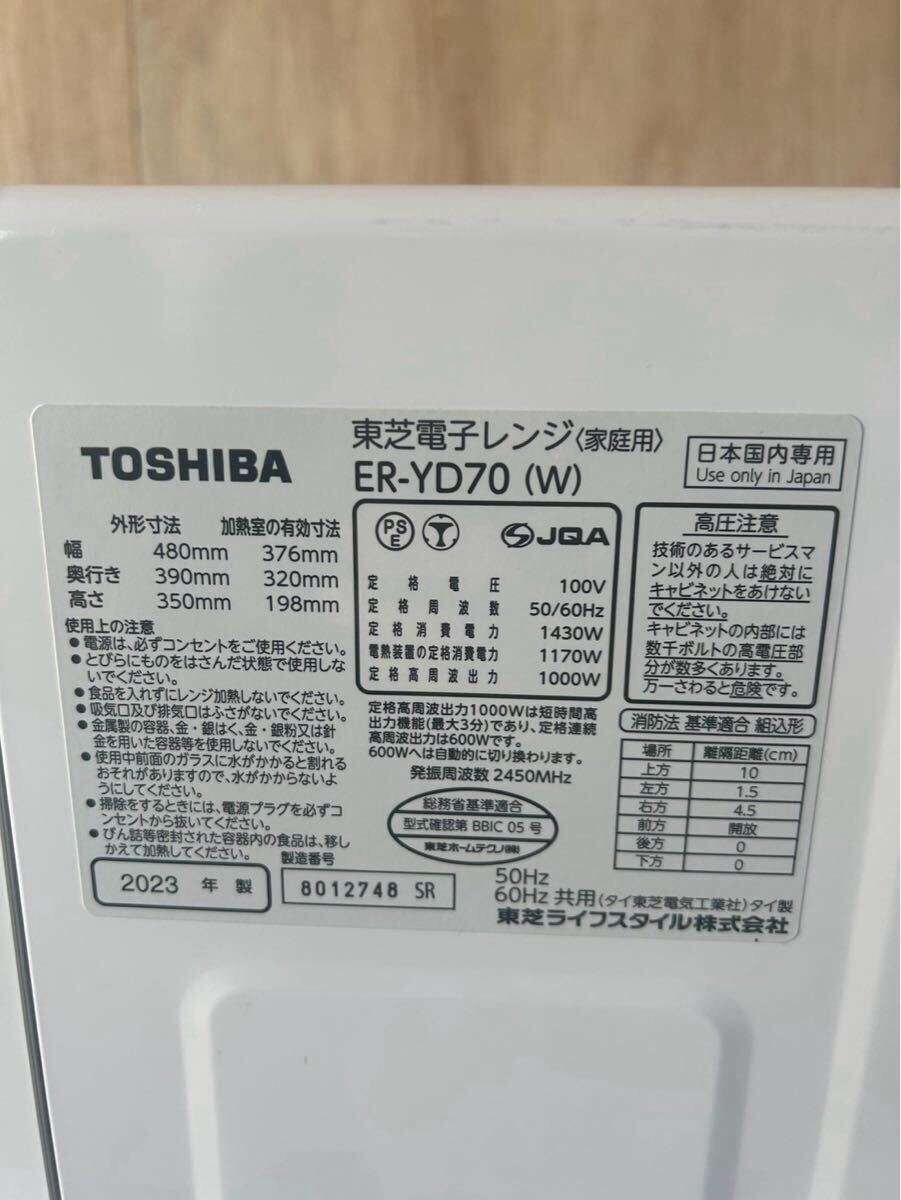 TOSHIBA
東芝電子レンジ〈家庭用〉
ER-YD70 (W)
日本国内専用
Use only in Japan
外形寸法 加熱室の有効寸法
幅 480mm 376mm
奥行き 390mm 320mm
高さ 350mm 198mm
使用上の注意
●電源は、必ずコンセントをご使用ください。
●とびらにものをはさんだ状態で使用しな
いでください。
●食品を入れずにレンジ加熱しないでください。
●吸気口及び排気口はふさがないでください。
●金属製の容器、金・銀はく、金・銀粉又は針
金を用いた容器等を使用しないでください。
●使用中前面のガラスに水がかかると割れる
おそれがありますので、水がかからないよ
うにしてください。
●掃除をするときには、電源プラグを必ずコ
ンセントから抜いてください。
●びん詰等密封された容器内の食品は、移し
かえて加熱してください。
2023 年 製
製造番号
8012748 SR
PS
E
JQA
定格電圧 100V
定格周波数 50/60Hz
定格消費電力 1430W
電熱装置の定格消費電力 1170W
定格高周波出力 1000W
定格高周波出力1000Wは短時間高
出力機能(最大3分)であり、定格連続
高周波出力は600Wです。
600Wへは自動的に切り換わります。
発振周波数 2450MHz
総務省基準適合
型式確認第 BBIC 05 号
東芝ホームテクノ(株)
高圧注意
技術のあるサービスマ
ン以外の人は絶対に
キャビネットをあけない
でください。
キャビネットの内部には
数千ボルトの高電圧部
分が数多くあります。
万一さわると危険です。
消防法 基準適合 組込形
場所 離隔距離(cm)
上方 10
左方 1.5
右方 4.5
前方 開放
後方 0
下方 0
50Hz
60Hz 共用(タイ東芝電気工業社)タイ製
東芝ライフスタイル株式会社